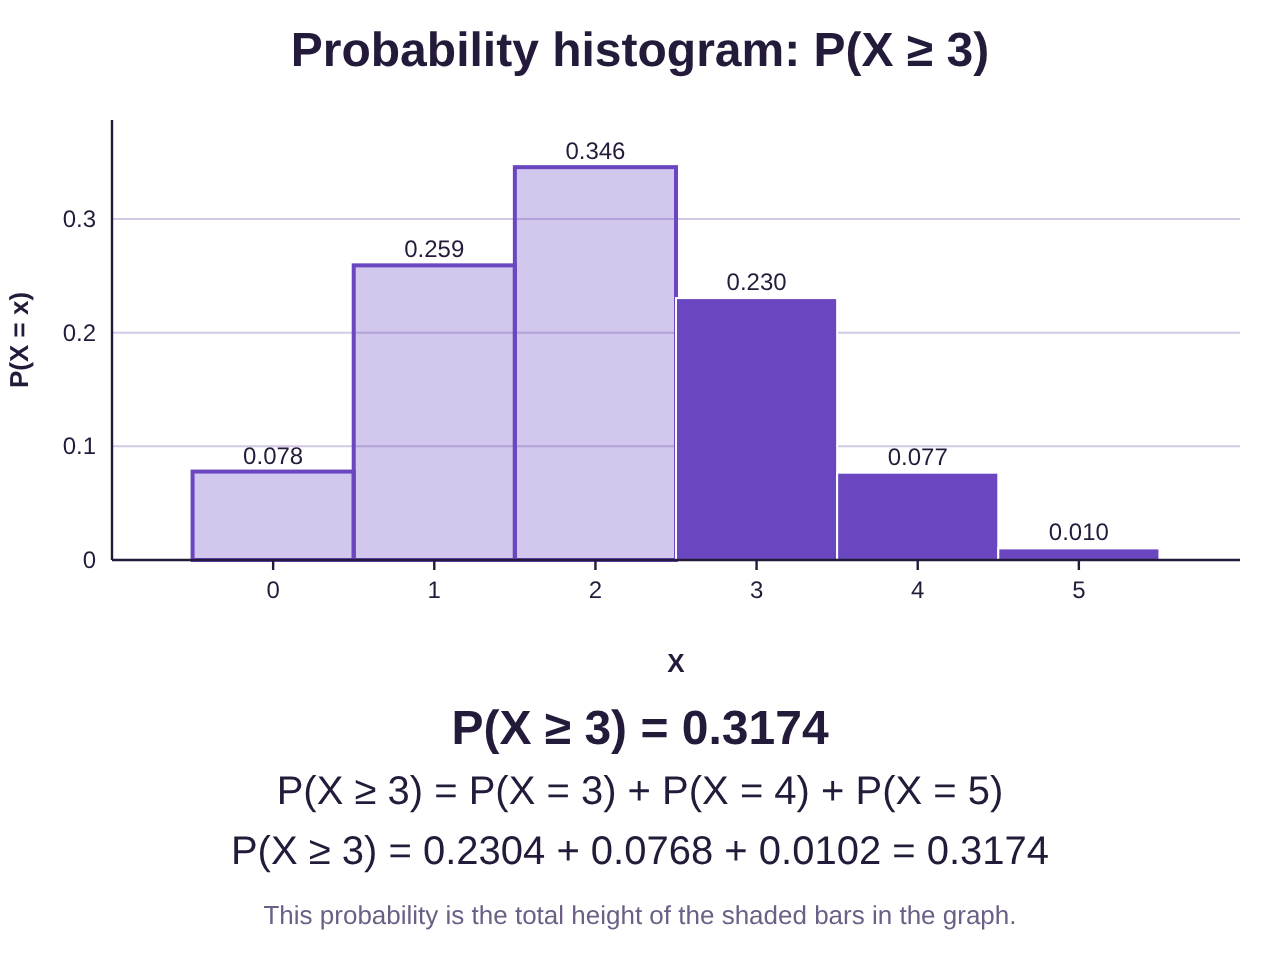 Probability histogram: P(X ≥ 3)
0.346
0.3
0.259
0.230
P(X = x)
0.2
0.1
0.078
0.077
0.010
0
0 1 2 3 4 5
X
P(X ≥ 3) = 0.3174
P(X ≥ 3) = P(X = 3) + P(X = 4) + P(X = 5)
P(X ≥ 3) = 0.2304 + 0.0768 + 0.0102 = 0.3174
This probability is the total height of the shaded bars in the graph.